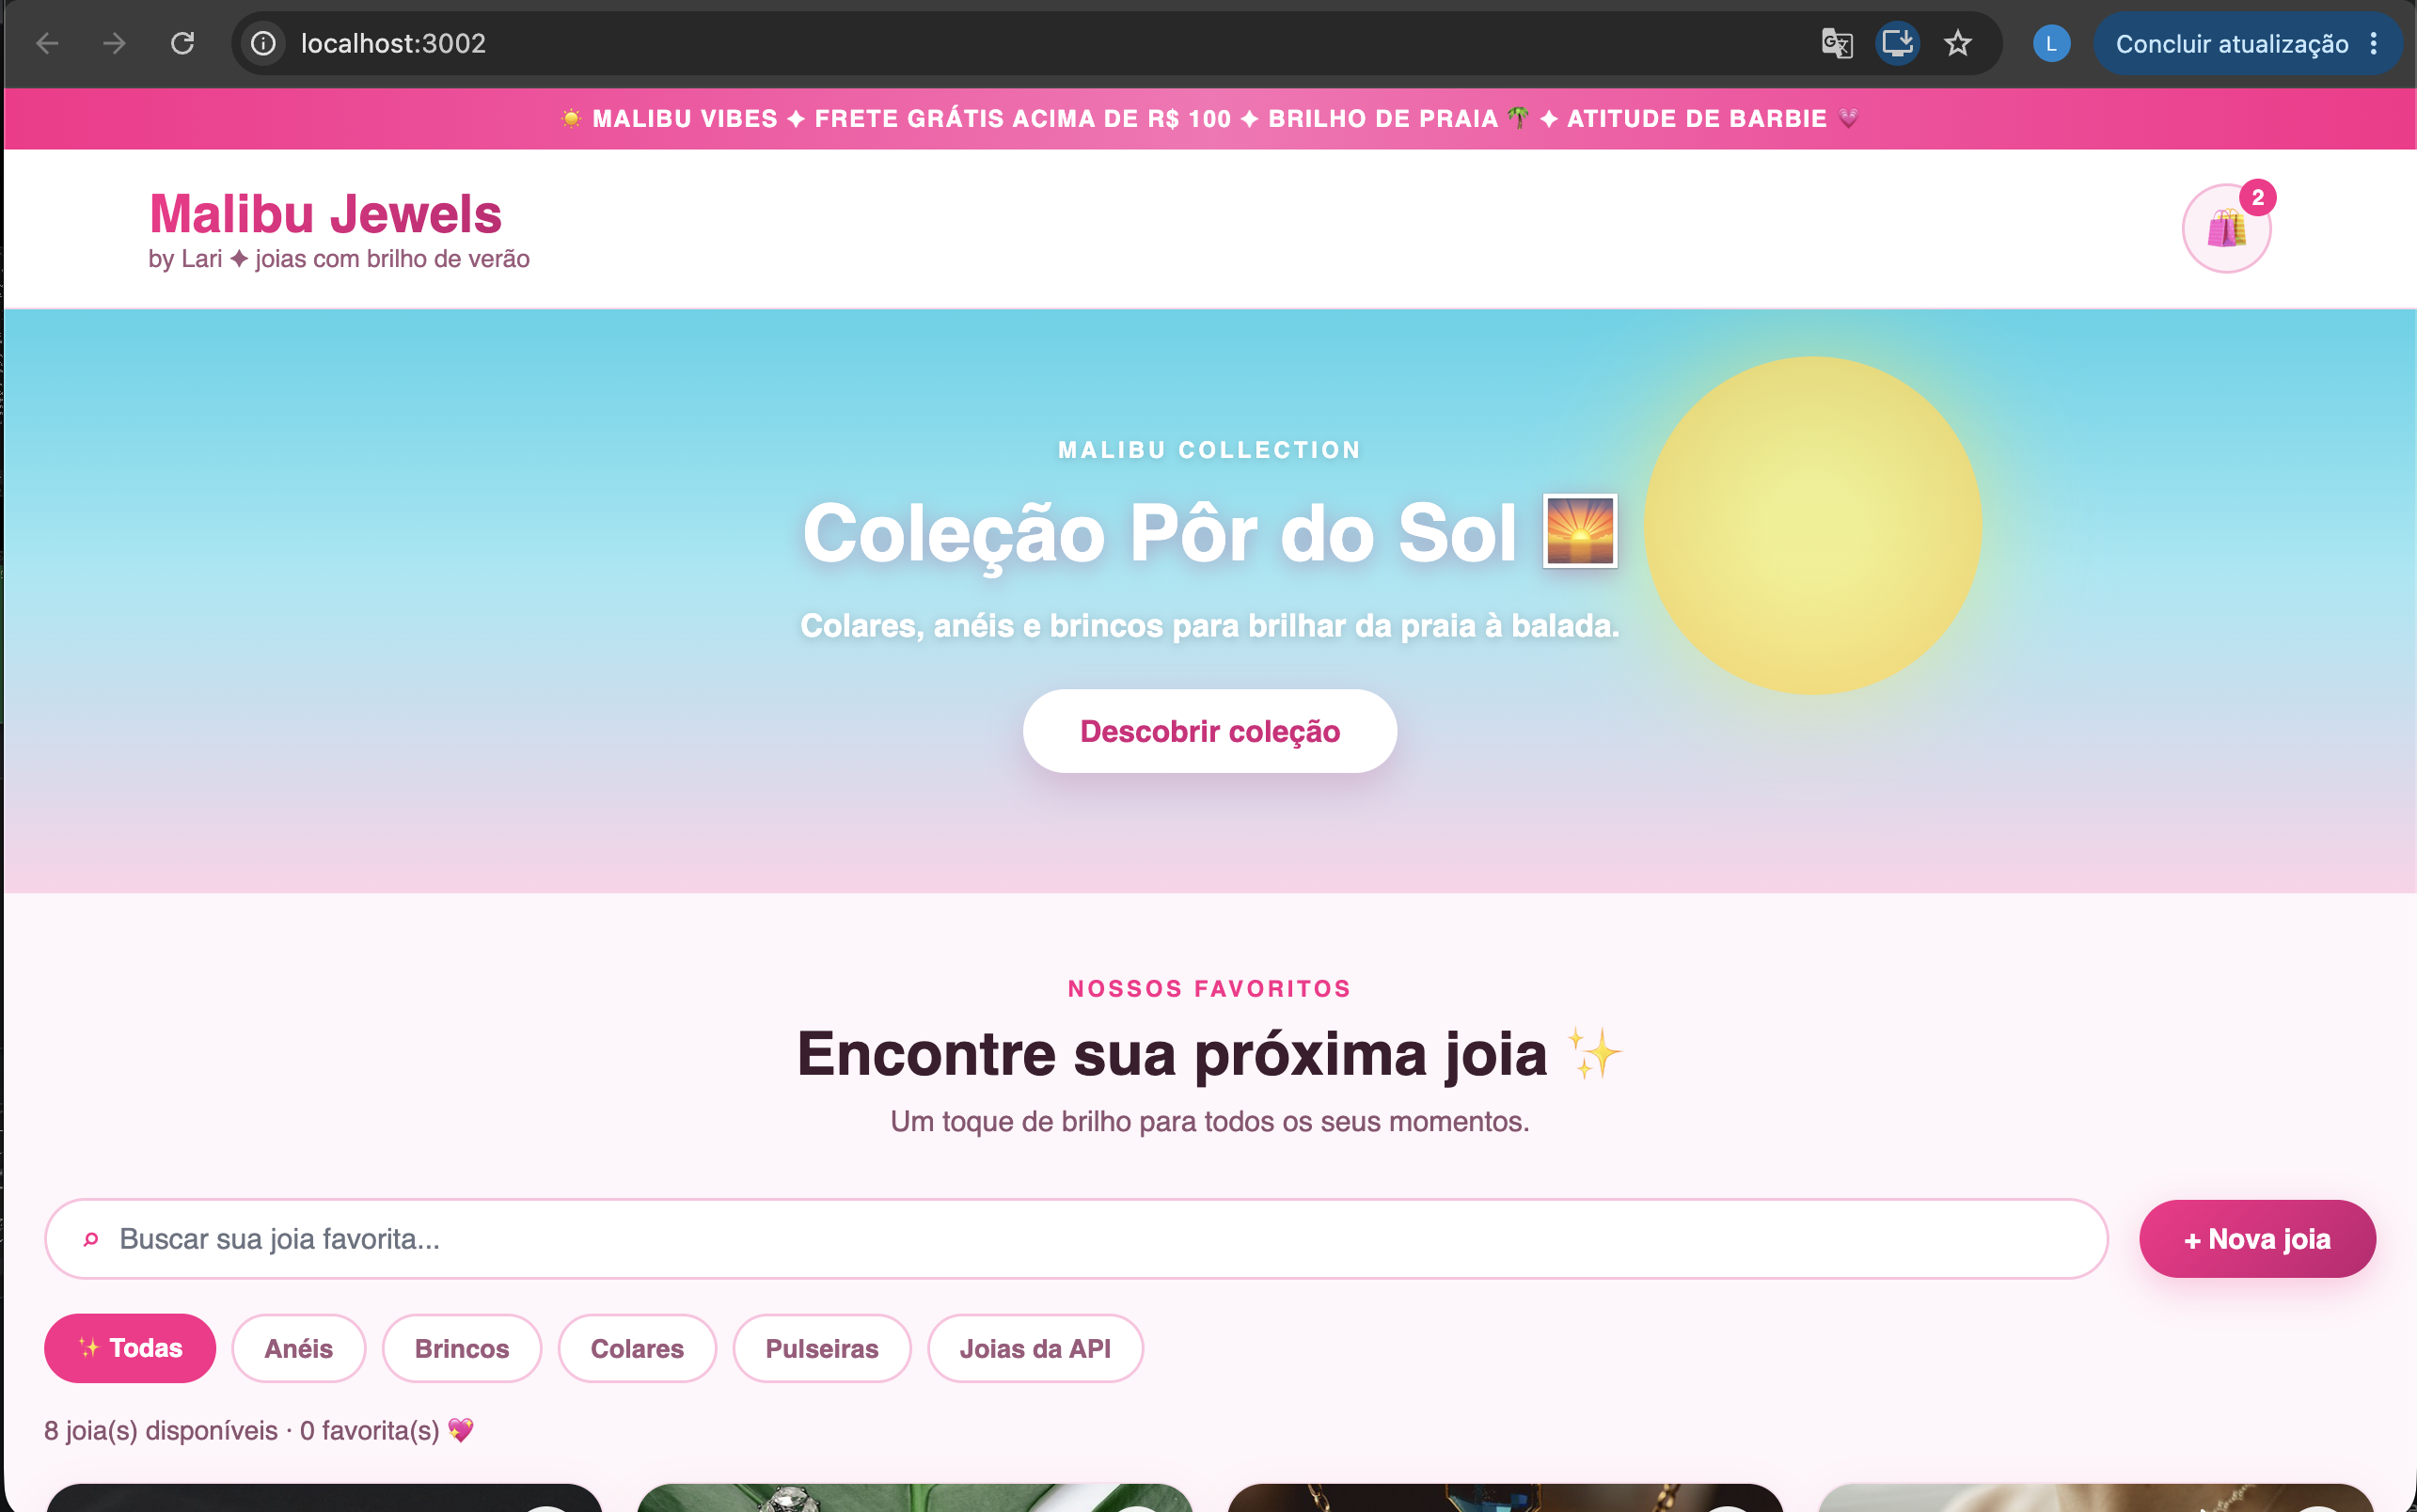 localhost:3002
L
Concluir atualização
☀️ MALIBU VIBES ✦ FRETE GRÁTIS ACIMA DE R$ 100 ✦ BRILHO DE PRAIA 🌴 ✦ ATITUDE DE BARBIE 💗
Malibu Jewels
2
by Lari ✦ joias com brilho de verão
MALIBU COLLECTION
Coleção Pôr do Sol 🌅
Colares, anéis e brincos para brilhar da praia à balada.
Descobrir coleção
NOSSOS FAVORITOS
Encontre sua próxima joia ✨
Um toque de brilho para todos os seus momentos.
Buscar sua joia favorita...
+ Nova joia
✨ Todas
Anéis
Brincos
Colares
Pulseiras
Joias da API
8 joia(s) disponíveis · 0 favorita(s) 💖